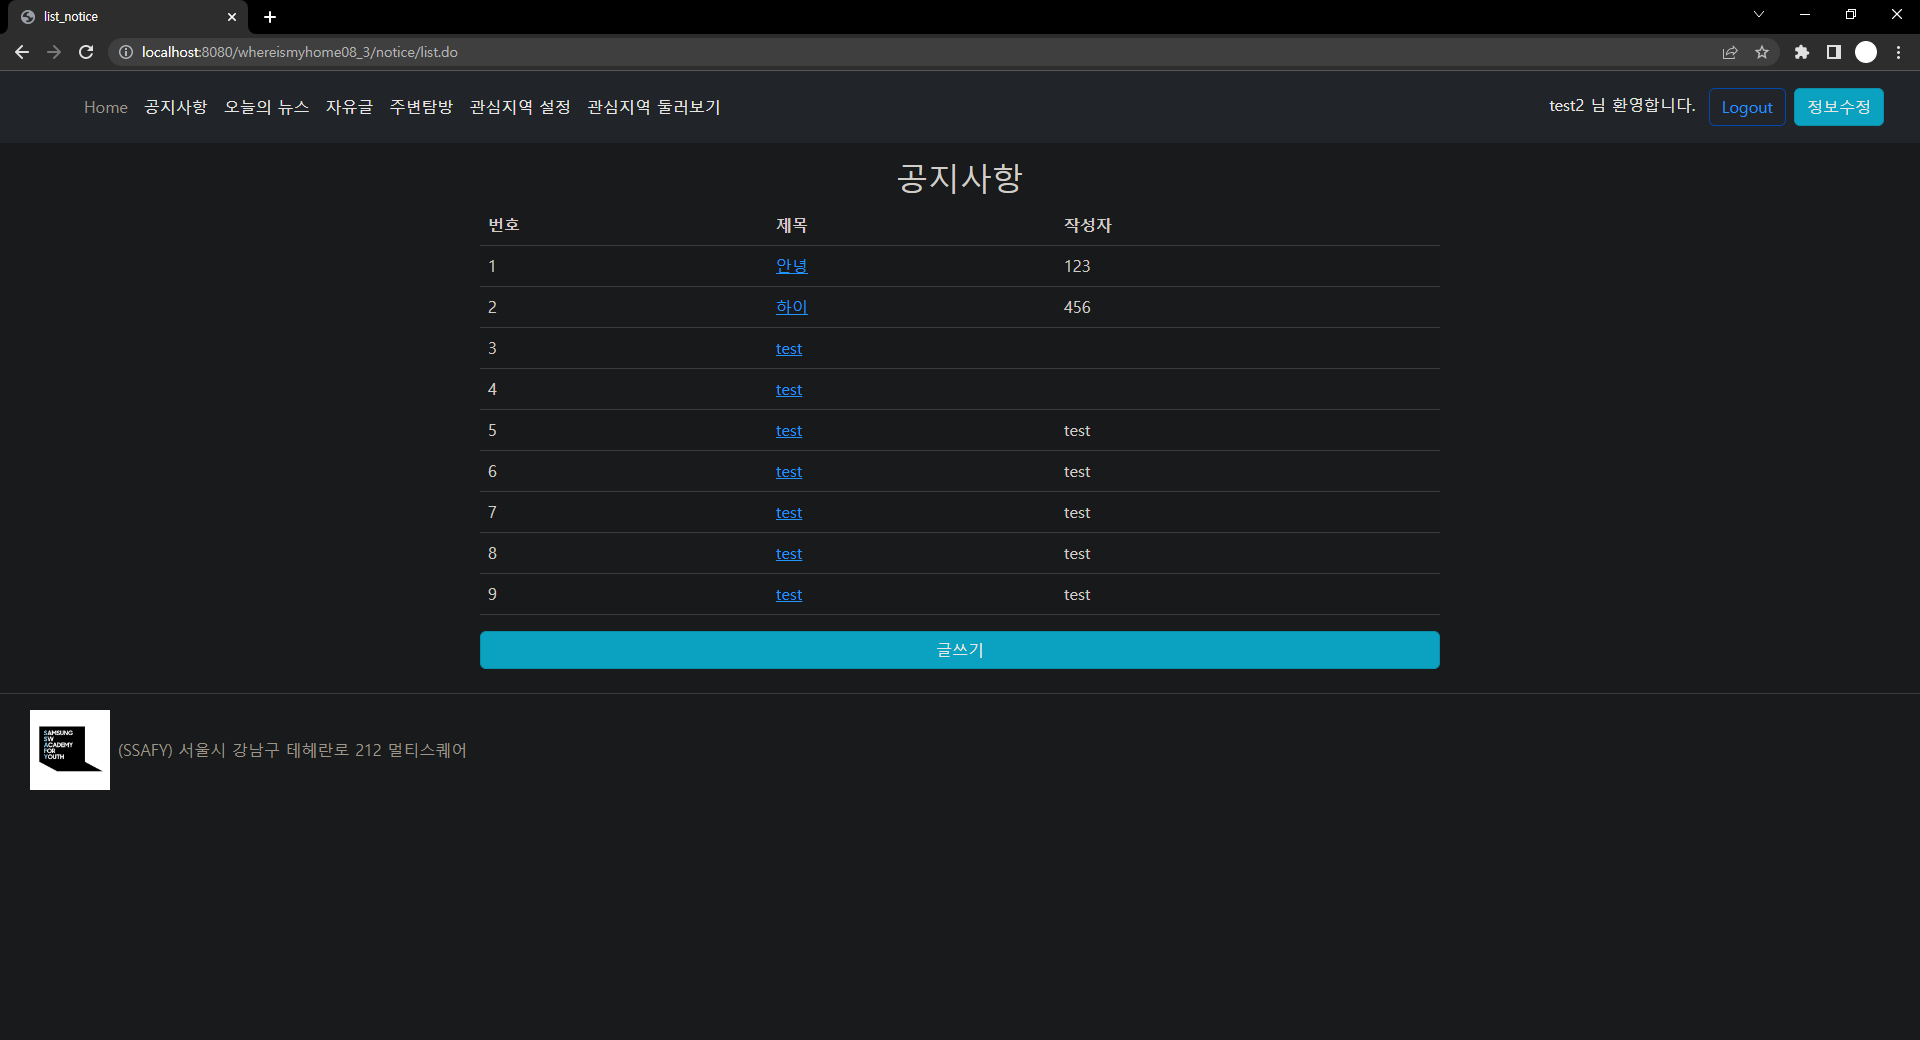 list_notice
localhost:8080/whereismyhome08_3/notice/list.do
Home 공지사항 오늘의 뉴스 자유글 주변탐방 관심지역 설정 관심지역 둘러보기 test2 님 환영합니다. Logout 정보수정
공지사항
번호 제목 작성자
1 안녕 123
2 하이 456
3 test
4 test
5 test test
6 test test
7 test test
8 test test
9 test test
글쓰기
SAMSUNG
SW
ACADEMY
FOR
YOUTH
(SSAFY) 서울시 강남구 테헤란로 212 멀티스퀘어